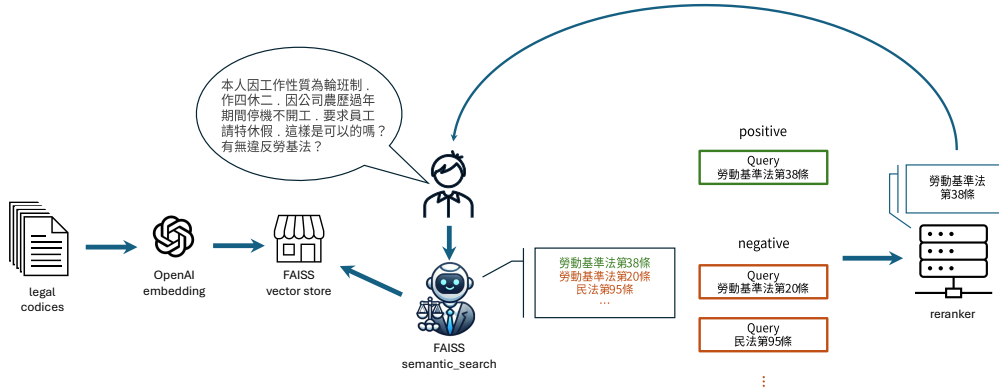 本人因工作性質為輪班制．
作四休二．因公司農歷過年
期間停機不開工．要求員工
請特休假．這樣是可以的嗎？
有無違反勞基法？
legal
codices
OpenAI
embedding
FAISS
vector store
FAISS
semantic_search
勞動基準法第38條
勞動基準法第20條
民法第95條
…
positive
Query
勞動基準法第38條
negative
Query
勞動基準法第20條
Query
民法第95條
⋮
勞動基準法
第38條
reranker